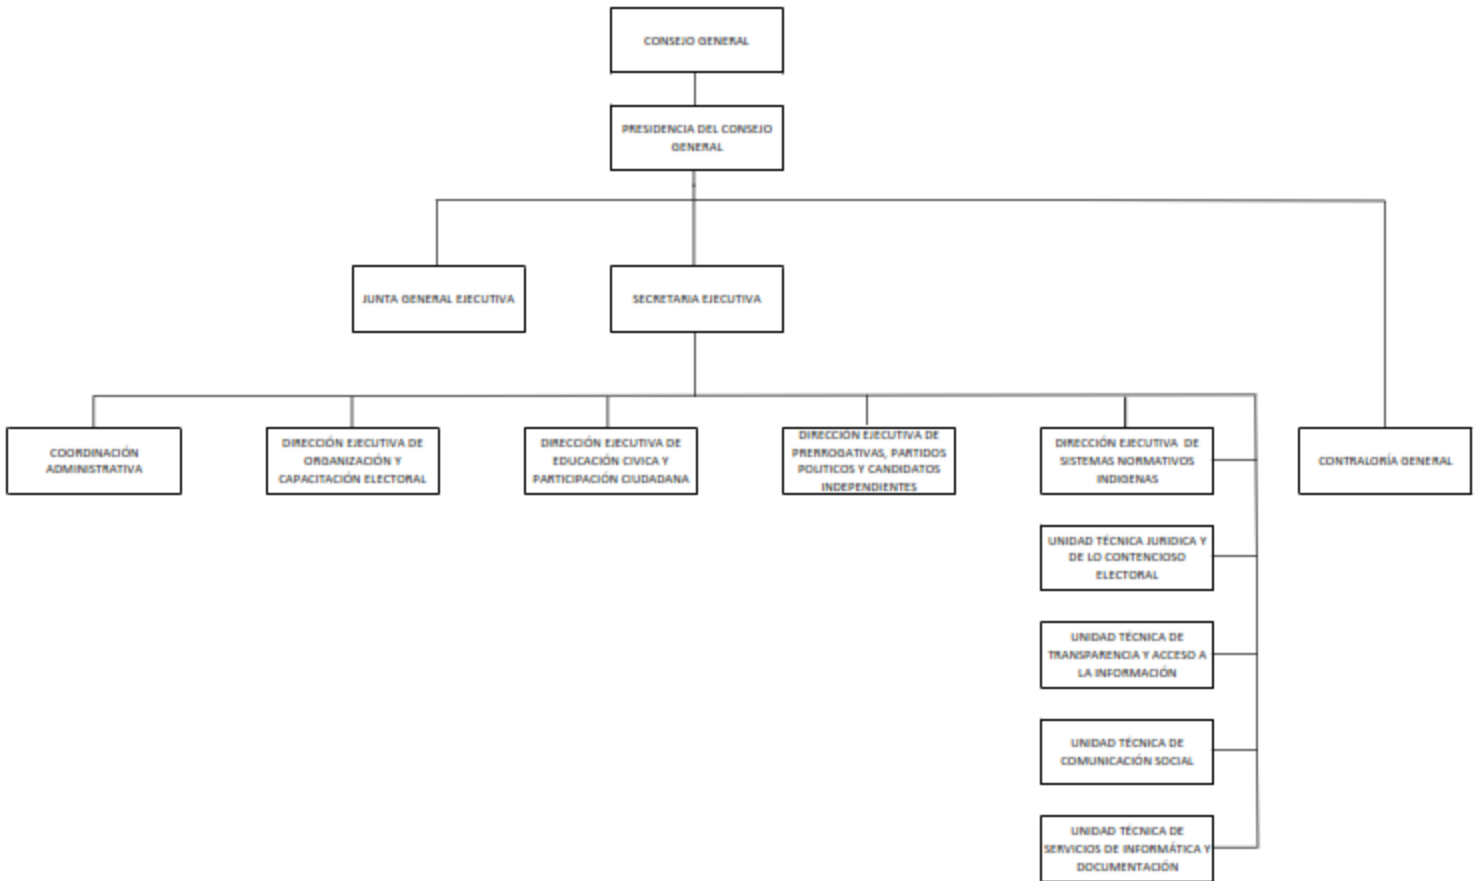 CONSEJO GENERAL
PRESIDENCIA DEL CONSEJO
GENERAL
JUNTA GENERAL EJECUTIVA
SECRETARIA EJECUTIVA
COORDINACIÓN
ADMINISTRATIVA
DIRECCIÓN EJECUTIVA DE
ORGANIZACIÓN Y
CAPACITACIÓN ELECTORAL
DIRECCIÓN EJECUTIVA DE
EDUCACIÓN CIVICA Y
PARTICIPACIÓN CIUDADANA
DIRECCIÓN EJECUTIVA DE
PRERROGATIVAS, PARTIDOS
POLITICOS Y CANDIDATOS
INDEPENDIENTES
DIRECCIÓN EJECUTIVA  DE
SISTEMAS NORMATIVOS
INDIGENAS
CONTRALORÍA GENERAL
UNIDAD TÉCNICA JURIDICA Y
DE LO CONTENCIOSO
ELECTORAL
UNIDAD TÉCNICA DE
TRANSPARENCIA Y ACCESO A
LA INFORMACIÓN
UNIDAD TÉCNICA DE
COMUNICACIÓN SOCIAL
UNIDAD TÉCNICA DE
SERVICIOS DE INFORMÁTICA Y
DOCUMENTACIÓN